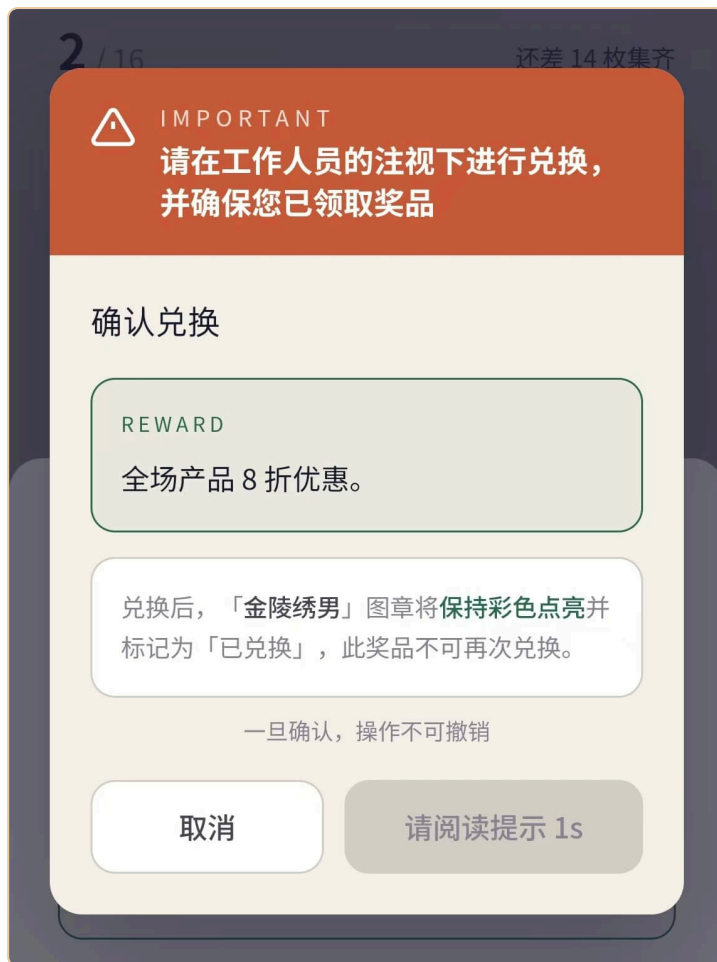 2 / 16
还差 14 枚集齐
IMPORTANT
请在工作人员的注视下进行兑换，
并确保您已领取奖品
确认兑换
REWARD
全场产品 8 折优惠。
兑换后，「金陵绣男」图章将保持彩色点亮并
标记为「已兑换」，此奖品不可再次兑换。
一旦确认，操作不可撤销
取消
请阅读提示 1s